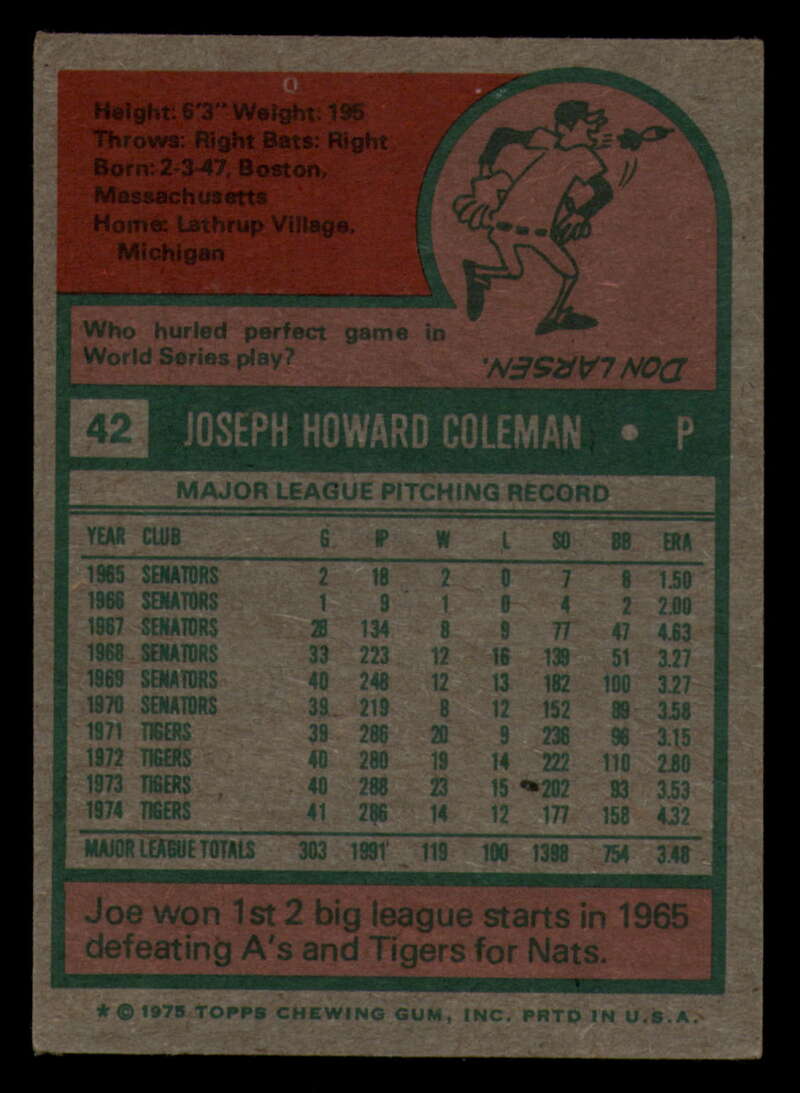 Height: 6'3" Weight: 195
Throws: Right Bats: Right
Born: 2-3-47, Boston,
Massachusetts
Home: Lathrup Village,
Michigan
Who hurled perfect game in
World Series play?
DON LARSEN.
42 JOSEPH HOWARD COLEMAN • P
MAJOR LEAGUE PITCHING RECORD
YEAR CLUB G IP W L SO BB ERA
1965 SENATORS 2 18 2 0 7 8 1.50
1966 SENATORS 1 9 1 0 4 2 2.00
1967 SENATORS 28 134 8 9 77 47 4.63
1968 SENATORS 33 223 12 16 139 51 3.27
1969 SENATORS 40 248 12 13 182 100 3.27
1970 SENATORS 39 219 8 12 152 89 3.58
1971 TIGERS 39 286 20 9 236 96 3.15
1972 TIGERS 40 280 19 14 222 110 2.80
1973 TIGERS 40 288 23 15 202 93 3.53
1974 TIGERS 41 286 14 12 177 158 4.32
MAJOR LEAGUE TOTALS 303 1991 119 100 1398 754 3.48
Joe won 1st 2 big league starts in 1965
defeating A's and Tigers for Nats.
* © 1975 TOPPS CHEWING GUM, INC. PRTD IN U.S.A.